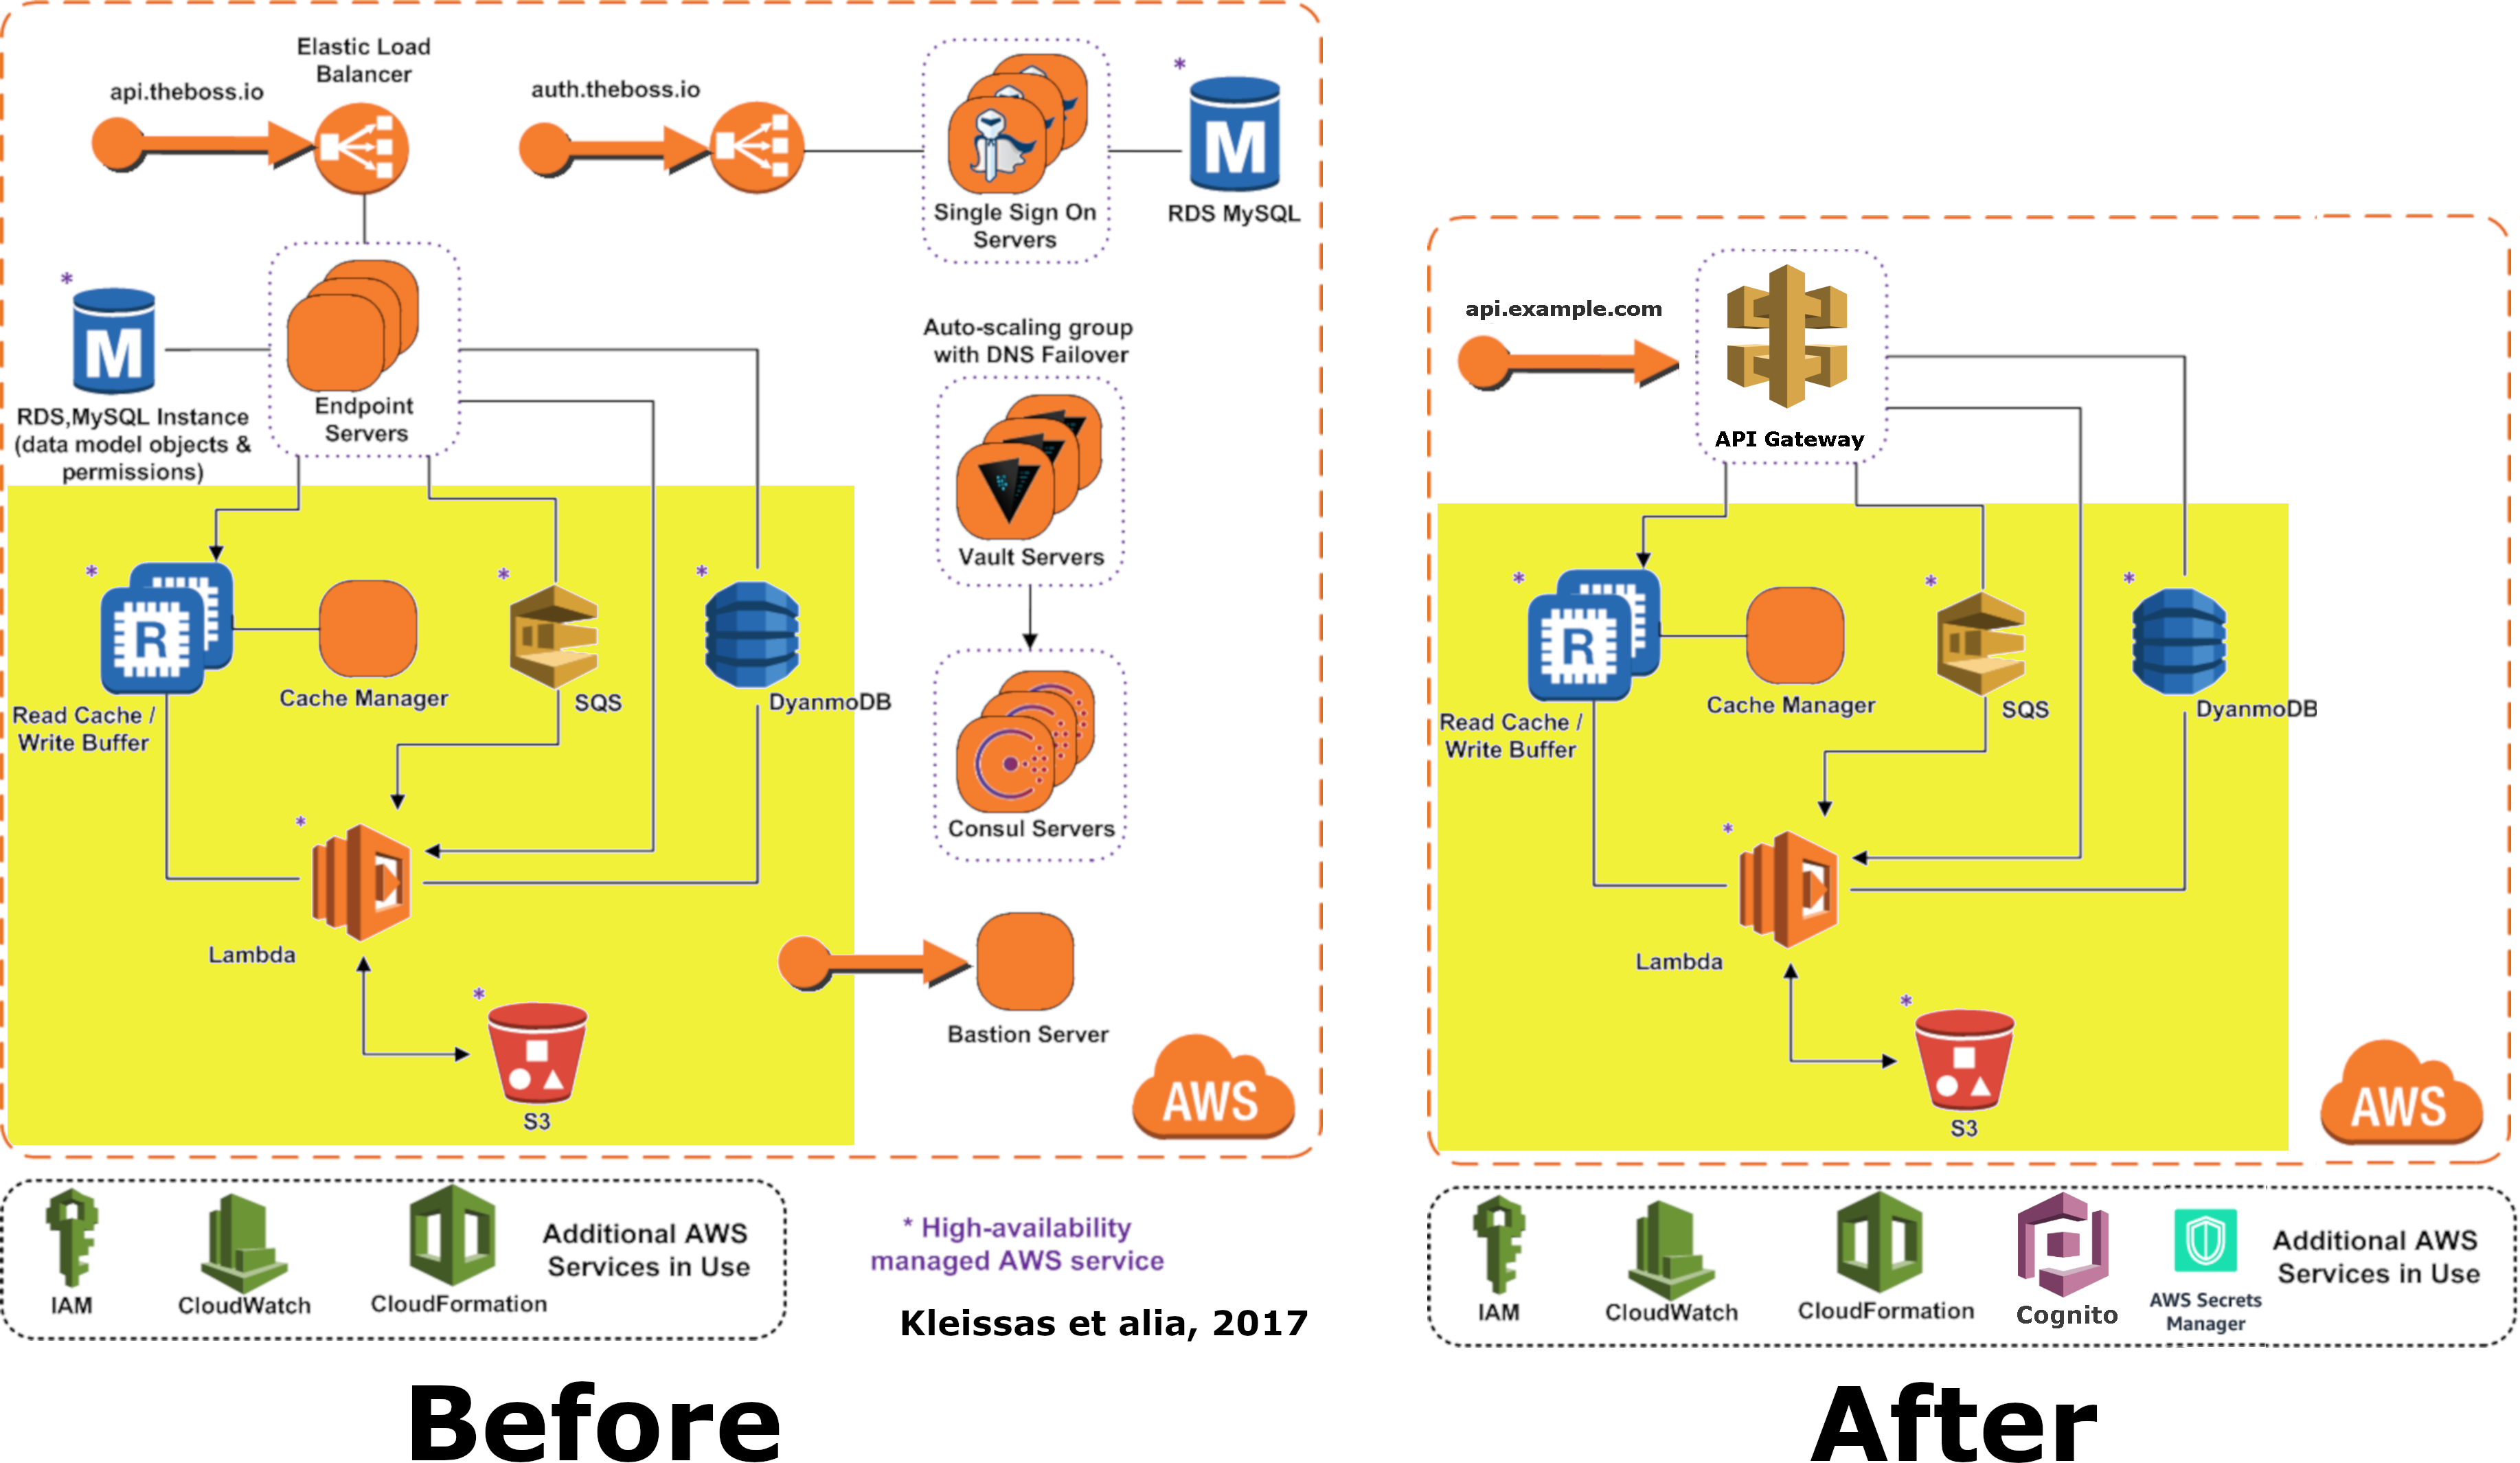 Elastic Load
Balancer
api.theboss.io
auth.theboss.io
*
M
Single Sign On
Servers
RDS MySQL
*
M
Endpoint
Servers
RDS,MySQL Instance
(data model objects &
permissions)
Auto-scaling group
with DNS Failover
Vault Servers
*
R
Read Cache /
Write Buffer
Cache Manager
*
SQS
*
DyanmoDB
Consul Servers
*
Lambda
*
S3
Bastion Server
AWS
IAM
CloudWatch
CloudFormation
Additional AWS
Services in Use
* High-availability
managed AWS service
Kleissas et alia, 2017
Before
api.example.com
API Gateway
*
R
Read Cache /
Write Buffer
Cache Manager
*
SQS
*
DyanmoDB
*
Lambda
*
S3
AWS
IAM
CloudWatch
CloudFormation
Cognito
AWS Secrets
Manager
Additional AWS
Services in Use
After